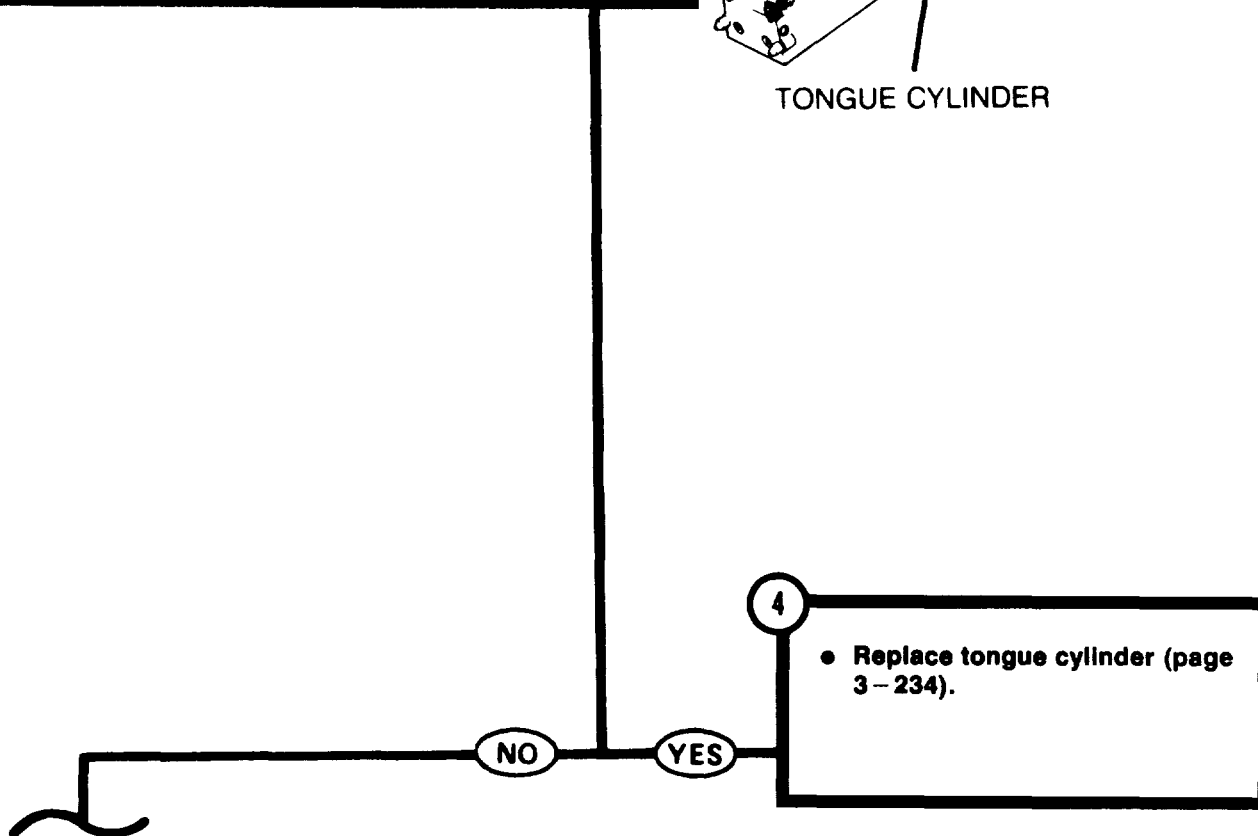 TONGUE CYLINDER
4
● Replace tongue cylinder (page
3–234).
NO
YES